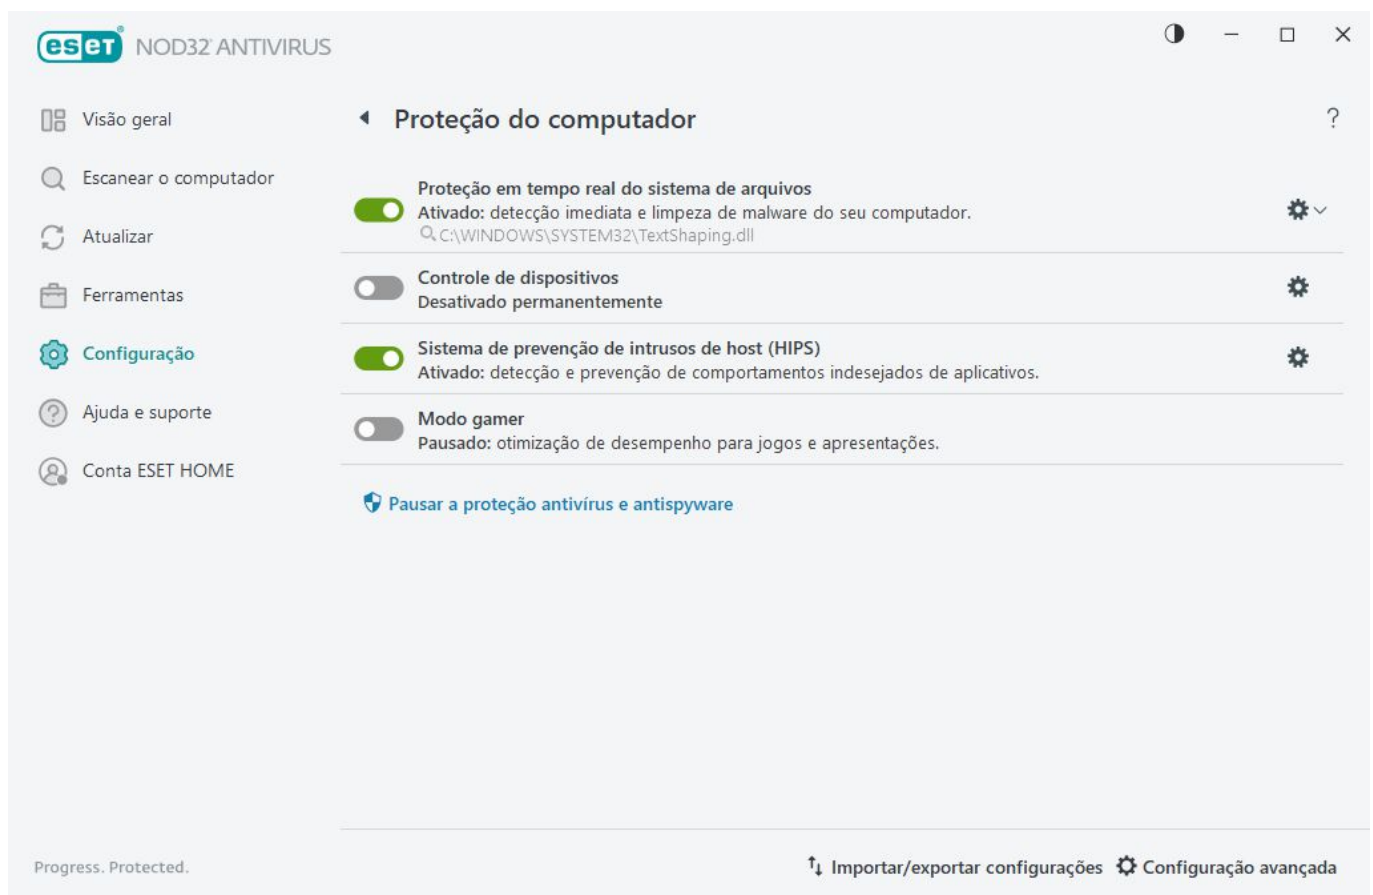 eset NOD32 ANTIVIRUS
Visão geral
Escanear o computador
Atualizar
Ferramentas
Configuração
Ajuda e suporte
Conta ESET HOME
Proteção do computador
?
Proteção em tempo real do sistema de arquivos
Ativado: detecção imediata e limpeza de malware do seu computador.
C:\WINDOWS\SYSTEM32\TextShaping.dll
Controle de dispositivos
Desativado permanentemente
Sistema de prevenção de intrusos de host (HIPS)
Ativado: detecção e prevenção de comportamentos indesejados de aplicativos.
Modo gamer
Pausado: otimização de desempenho para jogos e apresentações.
Pausar a proteção antivírus e antispyware
Progress. Protected.
Importar/exportar configurações Configuração avançada